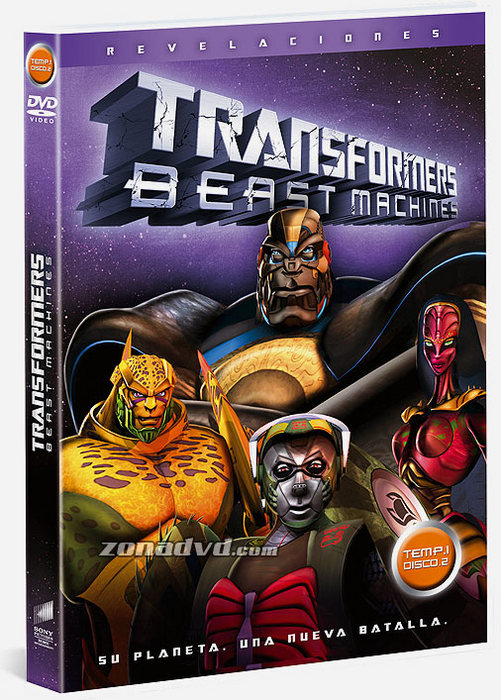 REVELACIONES
TRANSFORMERS
BEAST MACHINES
TEMP.1
DISCO.2
DVD
VIDEO
TRANSFORMERS
BEAST MACHINES
zonadvd.com
TEMP.1
DISCO.2
SU PLANETA. UNA NUEVA BATALLA.
SONY